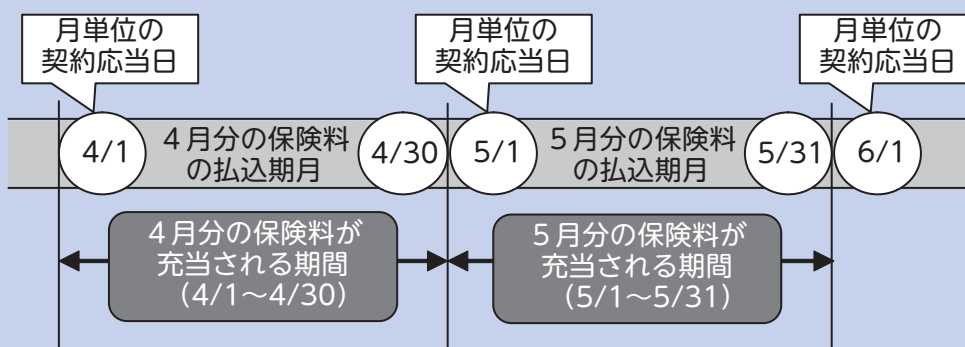 月単位の
契約応当日
月単位の
契約応当日
月単位の
契約応当日
4/1
4月分の保険料
の払込期月
4/30
5/1
5月分の保険料
の払込期月
5/31
6/1
4月分の保険料が
充当される期間
（4/1〜4/30）
5月分の保険料が
充当される期間
（5/1〜5/31）